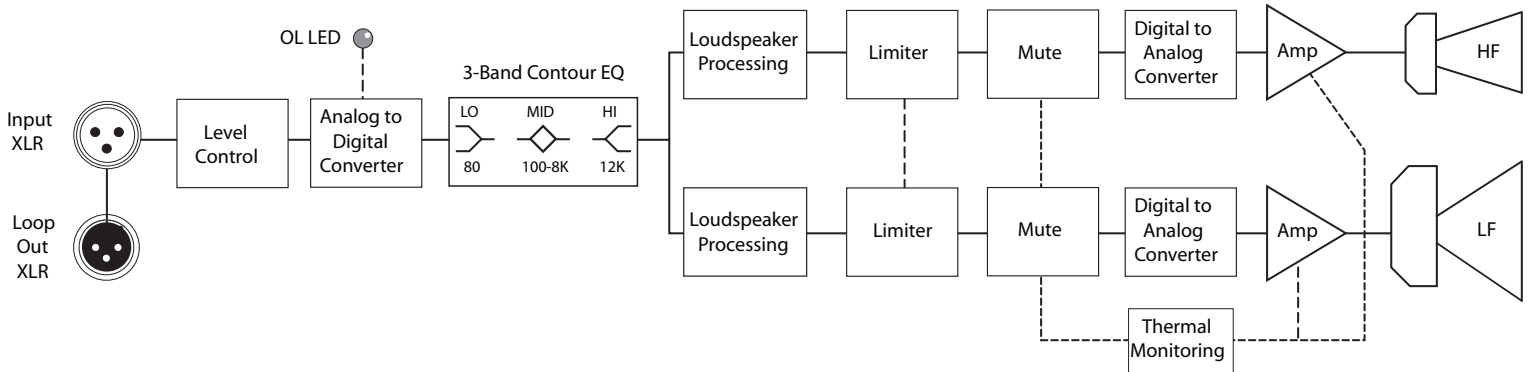 OL LED
3-Band Contour EQ
Input
XLR
Loop
Out
XLR
Level
Control
Analog to
Digital
Converter
LO
MID
HI
80
100-8K
12K
Loudspeaker
Processing
Limiter
Mute
Digital to
Analog
Converter
Amp
HF
Loudspeaker
Processing
Limiter
Mute
Digital to
Analog
Converter
Amp
LF
Thermal
Monitoring